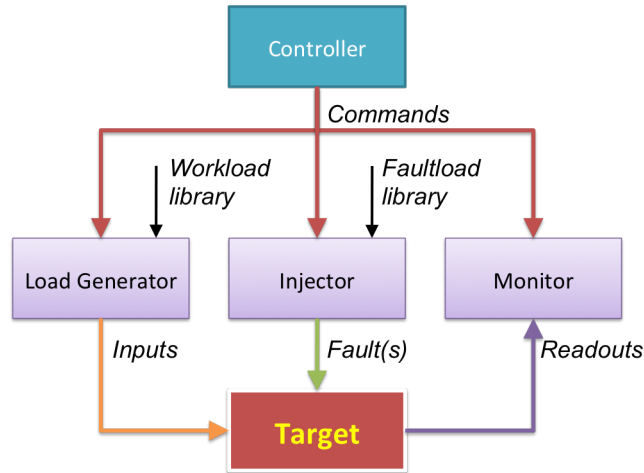 Controller
Commands
Workload
library
Faultload
library
Load Generator
Injector
Monitor
Inputs
Fault(s)
Readouts
Target